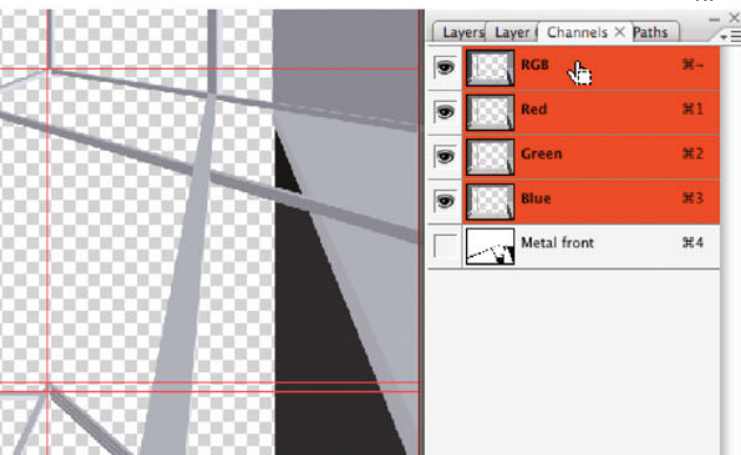 Layers Layer ( Channels × Paths
RGB ⌘~
Red ⌘1
Green ⌘2
Blue ⌘3
Metal front ⌘4